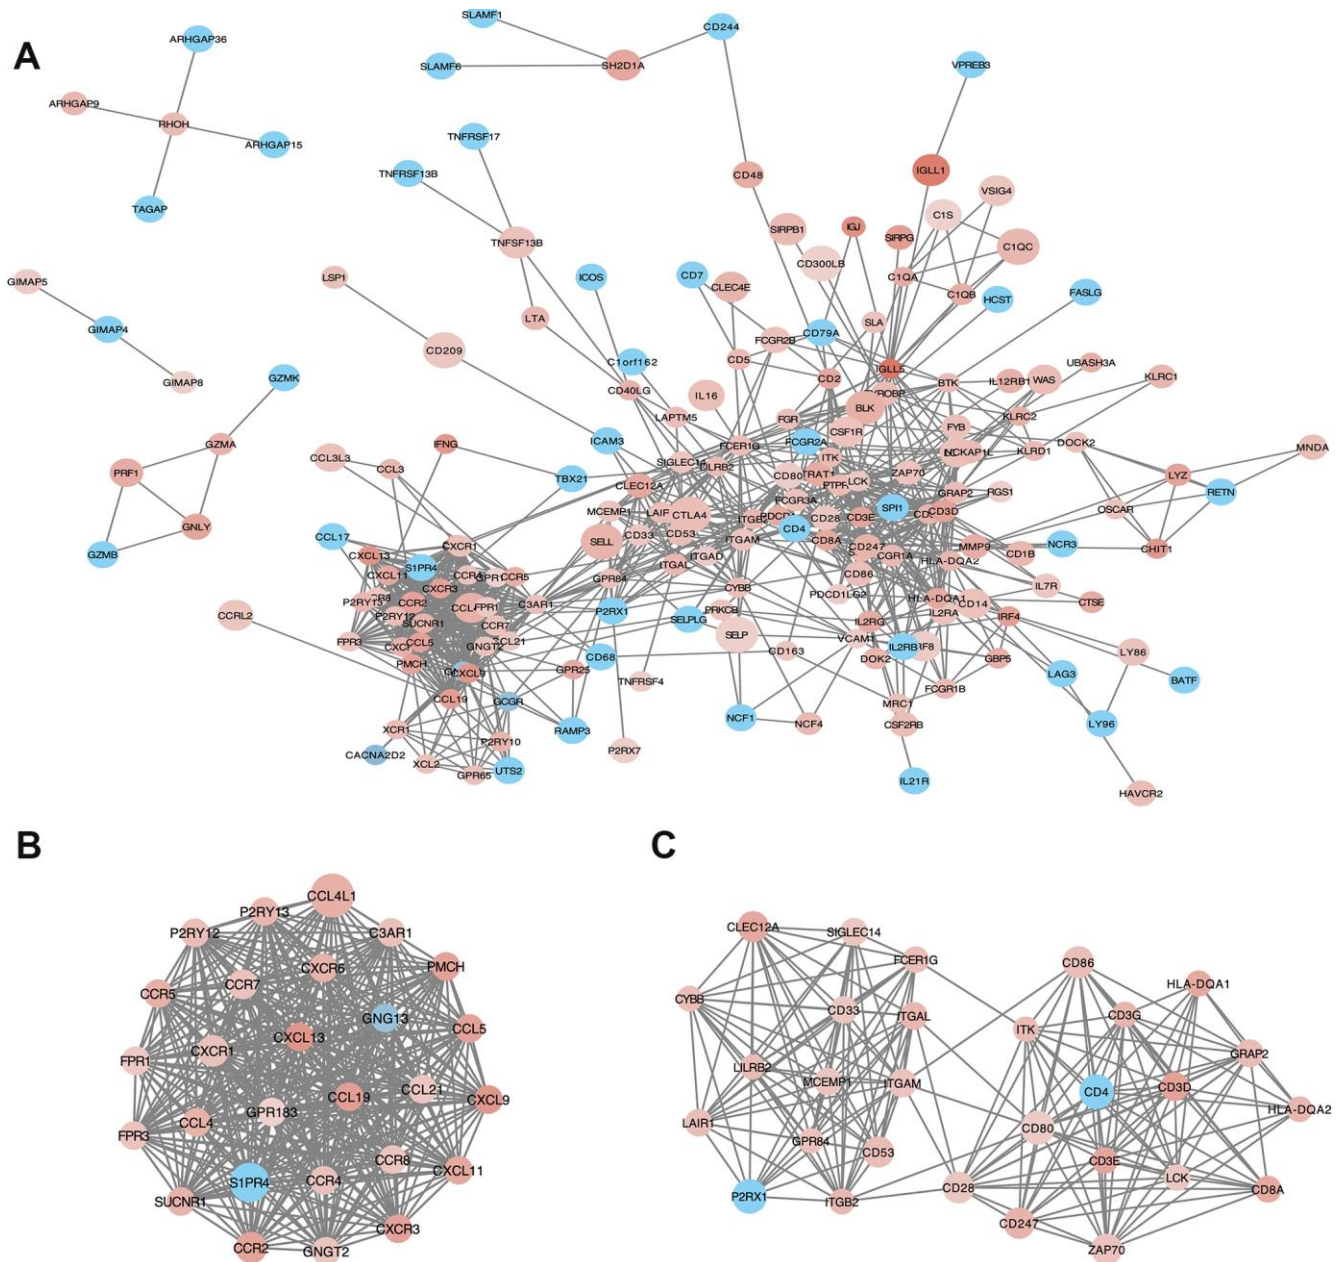 A
SLAMF1
CD244
ARHGAP36
SLAMF6
SH2D1A
VPREB3
ARHGAP9
RHOH
TNFRSF17
ARHGAP15
TNFRSF13B
IGLL1
CD48
VSIG4
TAGAP
C1S
SIRPB1
IGJ
SIRPG
TNFSF13B
C1QC
CD300LB
GIMAP5
LSP1
ICOS
CD7
CLEC4E
C1QA
C1QB
HCST
FASLG
GIMAP4
LTA
SLA
CD79A
FCGR2B
CD209
C1orf162
CD5
IGLL5
UBASH3A
GIMAP8
GZMK
CD40LG
CD2
BTK
IL12RB1
WAS
KLRC1
IL16
BLK
LAPTM5
FGR
KLRC2
CSF1R
FYB
GZMA
IFNG
ICAM3
FCER1G
FCGR2A
DOCK2
MNDA
CCL3L3
SIGLEC14
ITK
NCKAP1L
KLRD1
CCL3
LILRB2
CD80
TRAT1
ZAP70
PRF1
TBX21
CLEC12A
LCK
LYZ
RETN
GRAP2
RGS1
FCGR3A
SPI1
OSCAR
GNLY
MCEMP1
CTLA4
CD28
CD3E
CD3D
CCL17
CXCR1
CD33
CD53
ITGB2
CD4
CD8A
GZMB
CXCL13
SELL
ITGAM
CD247
MMP9
CD1B
NCR3
CHIT1
CXCL11
S1PR4
CCR5
GPR84
ITGAL
ITGAD
HLA-DQA2
CXCR3
CYBB
CD86
IL7R
P2RY13
CCR2
FPR1
C3AR1
P2RX1
PRKCB
PDCD1LG2
HLA-DQA1
CD14
CTSE
CCRL2
P2RY12
SUCNR1
CCR7
SELPLG
IL2RG
IL2RA
IRF4
FPR3
CCL5
GNGT2
CCL21
SELP
VCAM1
IL2RB
PMCH
CXCL9
GPR25
CD68
CD163
DOK2
GBP5
LY86
CCL19
GCGR
TNFRSF4
FCGR1B
LAG3
BATF
MRC1
XCR1
RAMP3
NCF1
NCF4
CSF2RB
LY96
CACNA2D2
P2RY10
P2RX7
XCL2
GPR65
UTS2
IL21R
HAVCR2
B
CCL4L1
P2RY13
P2RY12
C3AR1
CXCR6
PMCH
CCR7
CCR5
GNG13
CCL5
CXCL13
CXCR1
FPR1
CCL21
CCL19
CXCL9
GPR183
CCL4
FPR3
CCR8
CXCL11
S1PR4
CCR4
SUCNR1
CXCR3
CCR2
GNGT2
C
CLEC12A
SIGLEC14
FCER1G
CD86
HLA-DQA1
CYBB
CD33
ITGAL
CD3G
ITK
GRAP2
LILRB2
MCEMP1
ITGAM
CD4
CD3D
HLA-DQA2
LAIR1
GPR84
CD53
CD80
CD3E
LCK
P2RX1
ITGB2
CD28
CD8A
CD247
ZAP70